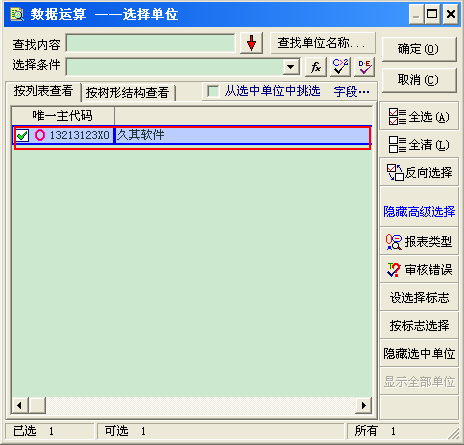 数据运算 ——选择单位
查找内容
查找单位名称...
确定(O)
选择条件
取消(C)
按列表查看
按树形结构查看
从选中单位中挑选
字段…
唯一主代码
13213123X0 久其软件
全选(A)
全清(L)
反向选择
隐藏高级选择
报表类型
审核错误
设选择标志
按标志选择
隐藏选中单位
显示全部单位
已选 1
可选 1
所有 1